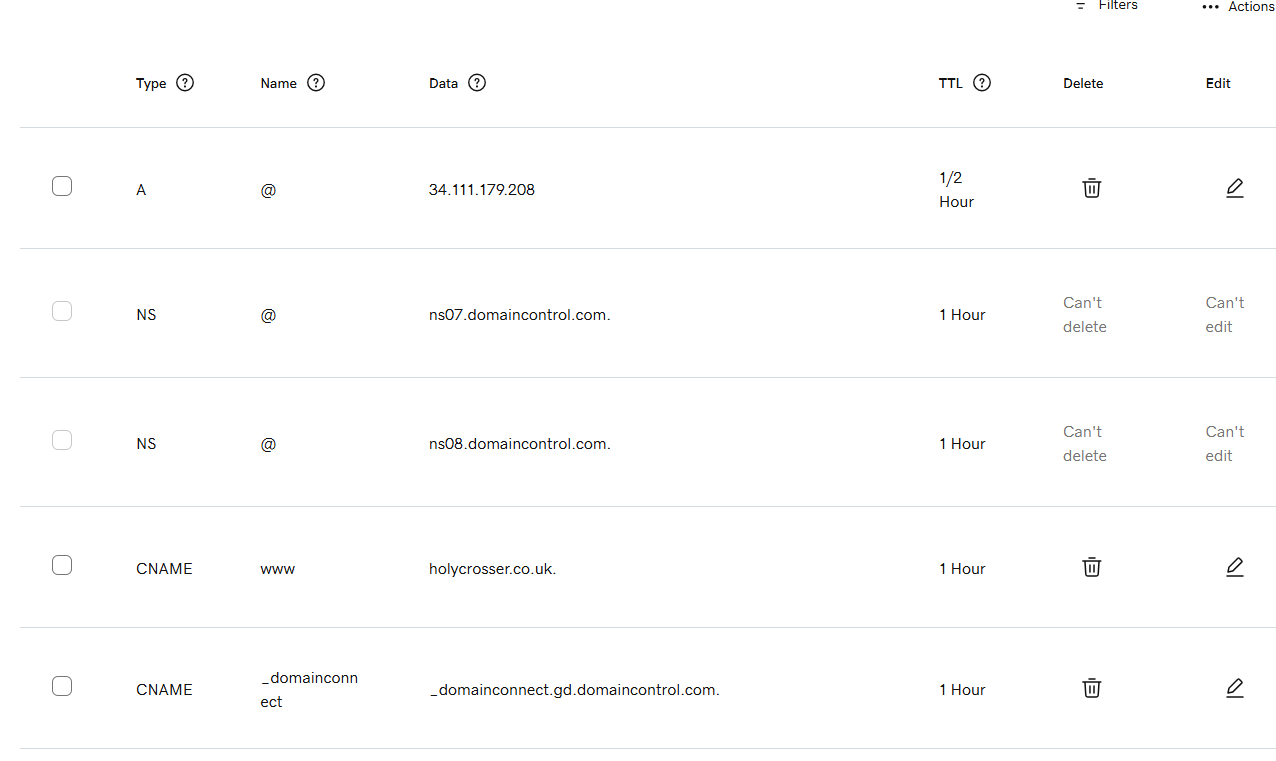 Filters ••• Actions
Type ? Name ? Data ? TTL ? Delete Edit
A @ 34.111.179.208 1/2
Hour
NS @ ns07.domaincontrol.com. 1 Hour Can't
delete Can't
edit
NS @ ns08.domaincontrol.com. 1 Hour Can't
delete Can't
edit
CNAME www holycrosser.co.uk. 1 Hour
CNAME _domainconn
ect _domainconnect.gd.domaincontrol.com. 1 Hour